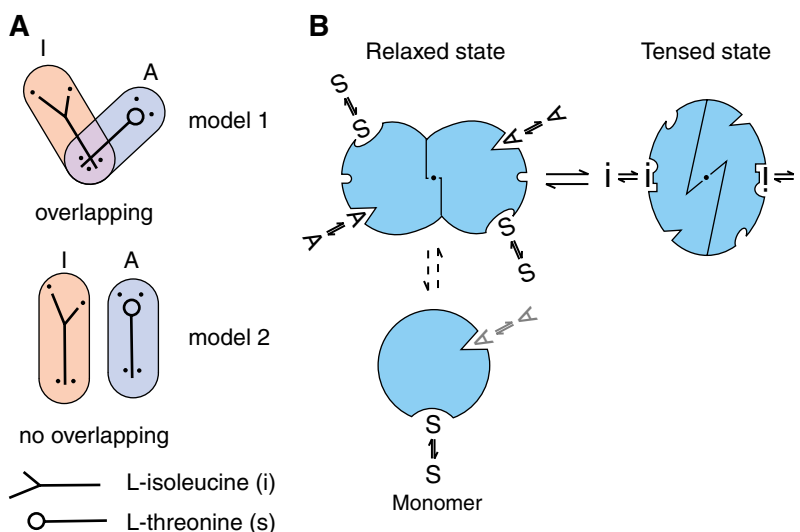 A
I
A
model 1
overlapping
I
A
model 2
no overlapping
L-isoleucine (i)
L-threonine (s)
B
Relaxed state
Tensed state
S
S
A
A
A
A
S
S
i
i
i
A
A
S
S
Monomer